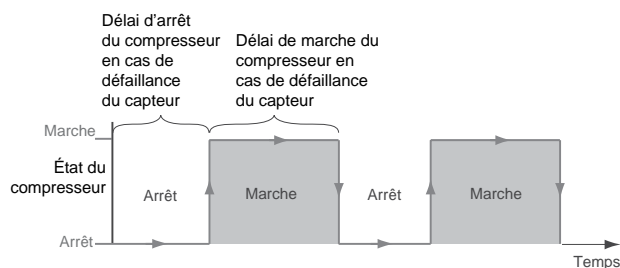 Délai d'arrêt
du compresseur
en cas de
défaillance
du capteur
Délai de marche du
compresseur en
cas de défaillance
du capteur
Marche
État du
compresseur
Arrêt
Marche
Arrêt
Marche
Arrêt
Temps